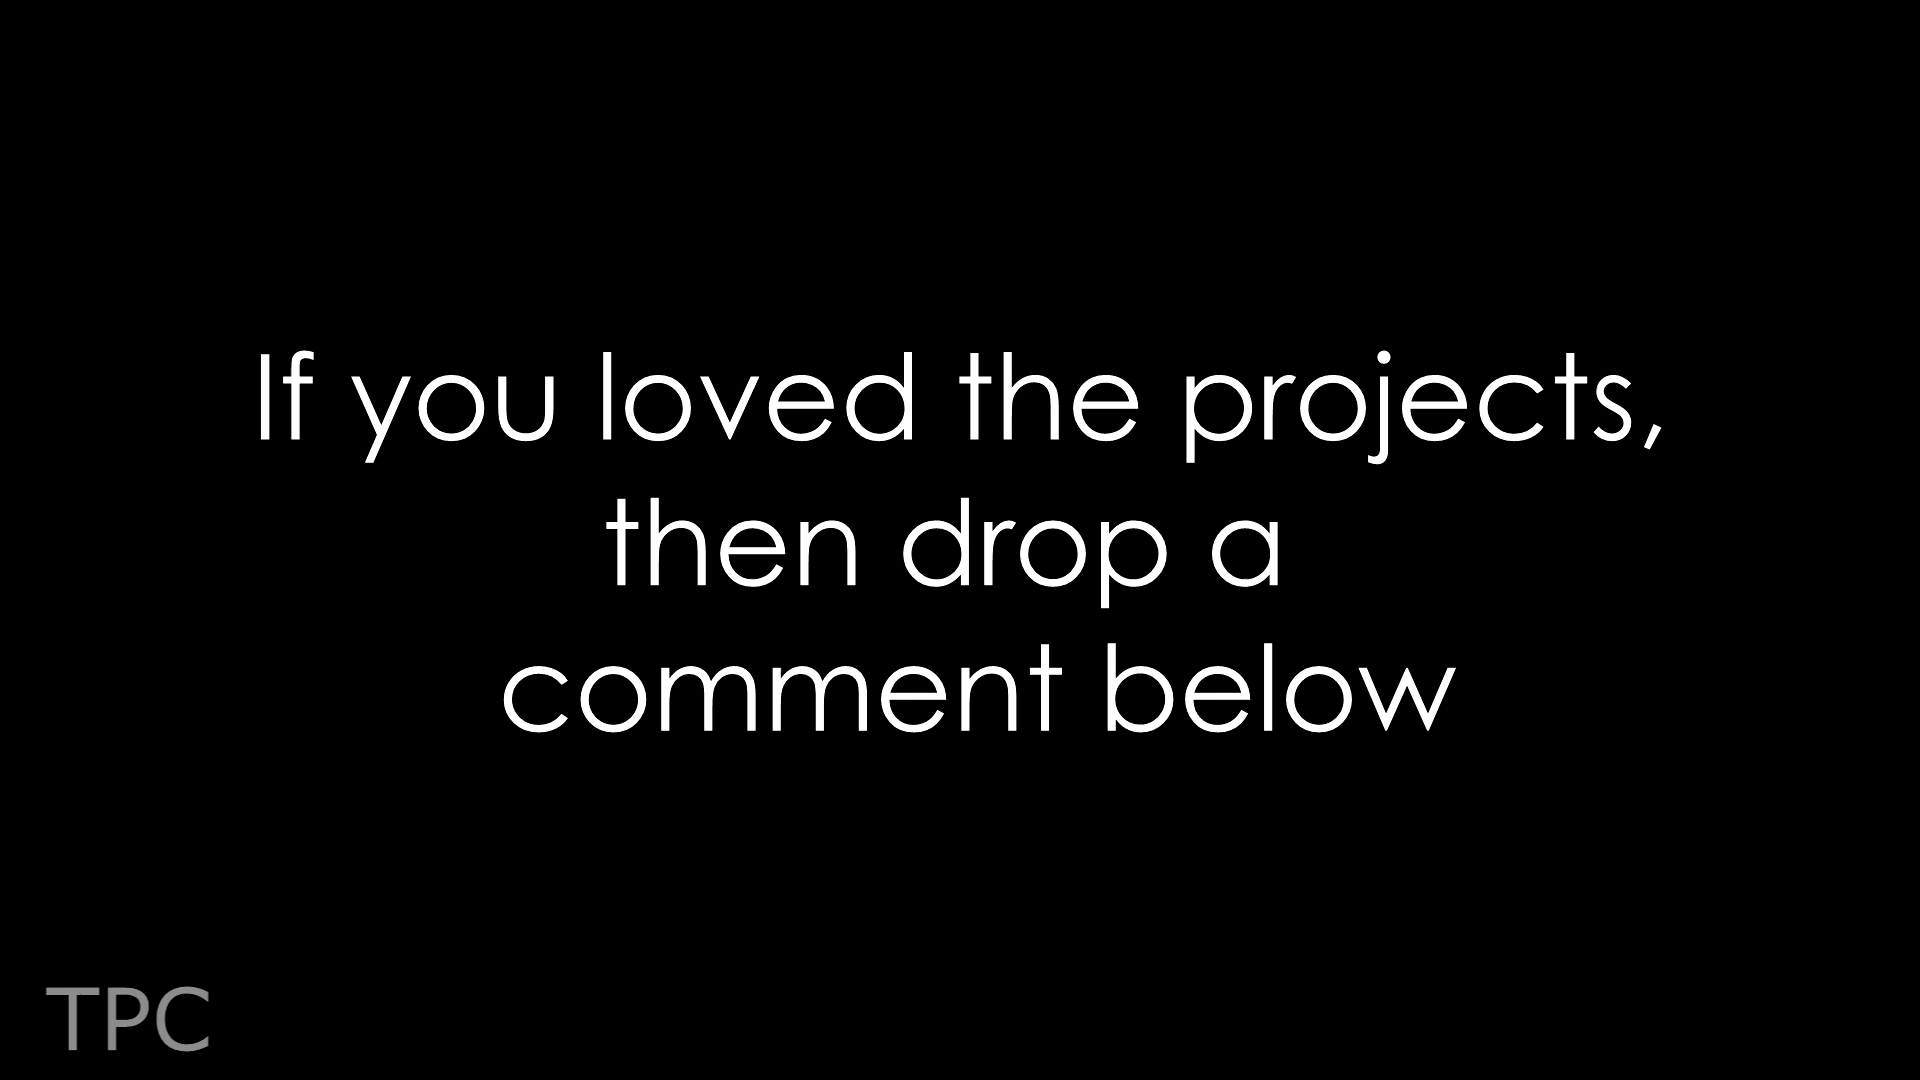 If you loved the projects,
then drop a
comment below
TPC